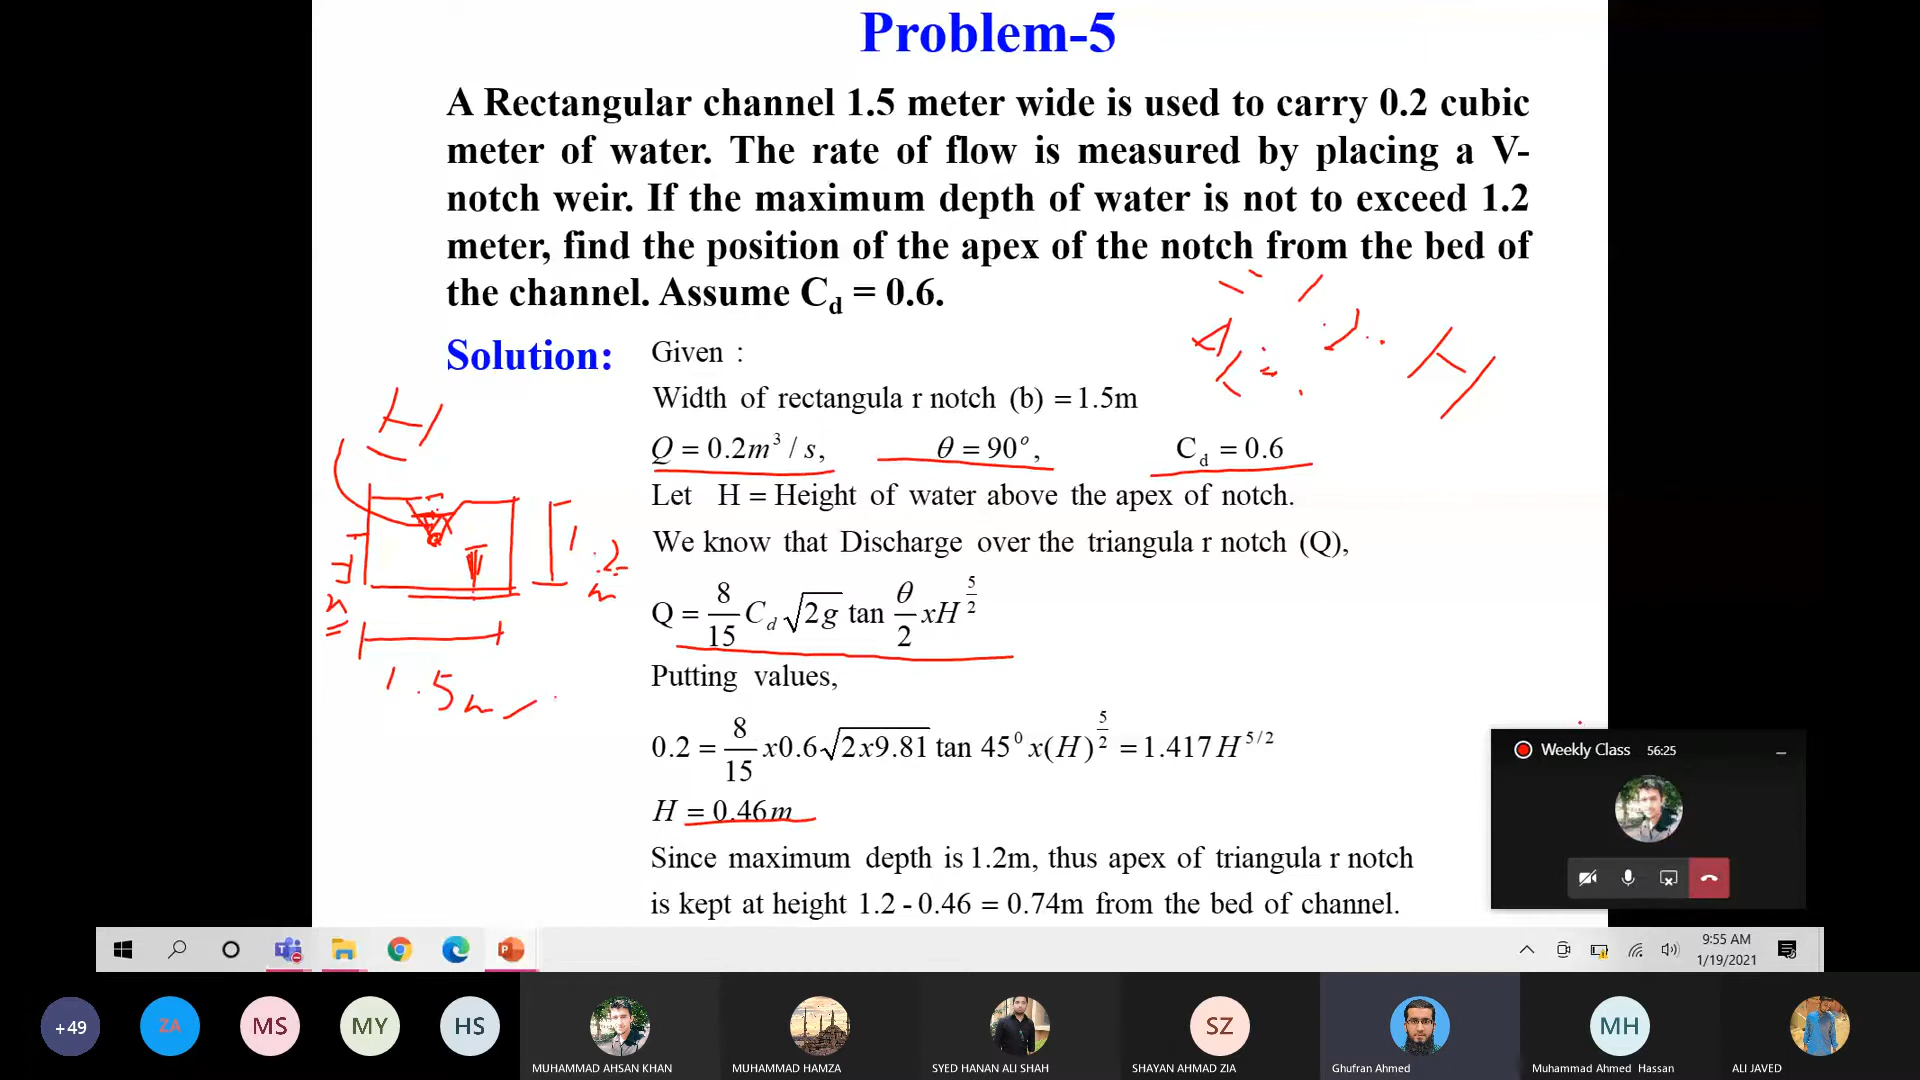 Problem-5
A Rectangular channel 1.5 meter wide is used to carry 0.2 cubic
meter of water. The rate of flow is measured by placing a V-
notch weir. If the maximum depth of water is not to exceed 1.2
meter, find the position of the apex of the notch from the bed of
the channel. Assume C_d = 0.6.
Solution:
Given :
Width of rectangula r notch (b) = 1.5m
Q = 0.2m³ / s, θ = 90°, C_d = 0.6
Let H = Height of water above the apex of notch.
We know that Discharge over the triangula r notch (Q),
Q = 8/15 C_d √2g tan θ/2 xH^5/2
Putting values,
0.2 = 8/15 x0.6√2x9.81 tan 45⁰ x(H)^5/2 = 1.417 H^5/2
H = 0.46m
Since maximum depth is 1.2m, thus apex of triangula r notch
is kept at height 1.2 - 0.46 = 0.74m from the bed of channel.
H
H
1.2
m
1.5m
Weekly Class 56:25
9:55 AM
1/19/2021
+49
ZA
MS
MY
HS
SZ
MH
MUHAMMAD AHSAN KHAN
MUHAMMAD HAMZA
SYED HANAN ALI SHAH
SHAYAN AHMAD ZIA
Ghufran Ahmed
Muhammad Ahmed Hassan
ALI JAVED